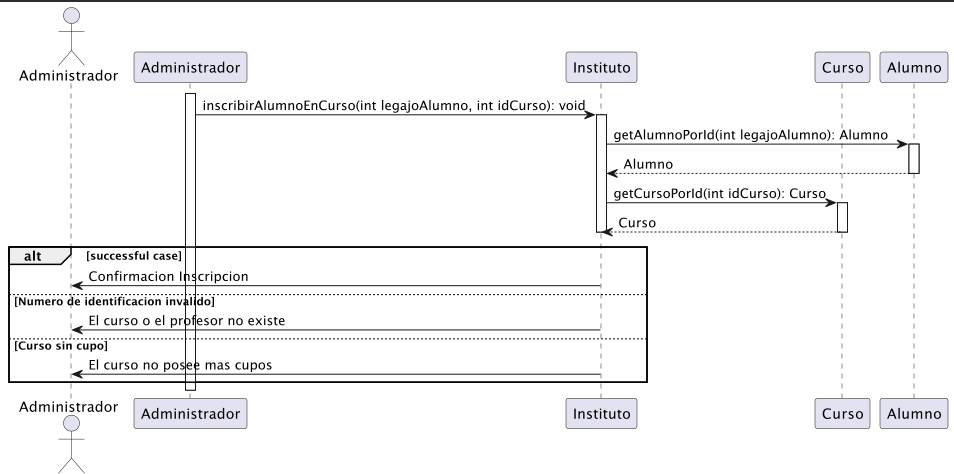 Administrador
Administrador
Instituto
Curso
Alumno
inscribirAlumnoEnCurso(int legajoAlumno, int idCurso): void
getAlumnoPorId(int legajoAlumno): Alumno
Alumno
getCursoPorId(int idCurso): Curso
Curso
alt
[successful case]
Confirmacion Inscripcion
[Numero de identificacion invalido]
El curso o el profesor no existe
[Curso sin cupo]
El curso no posee mas cupos
Administrador
Administrador
Instituto
Curso
Alumno